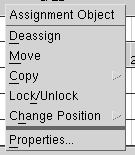 Assignment Object
Deassign
Move
Copy
Lock/Unlock
Change Position
Properties...